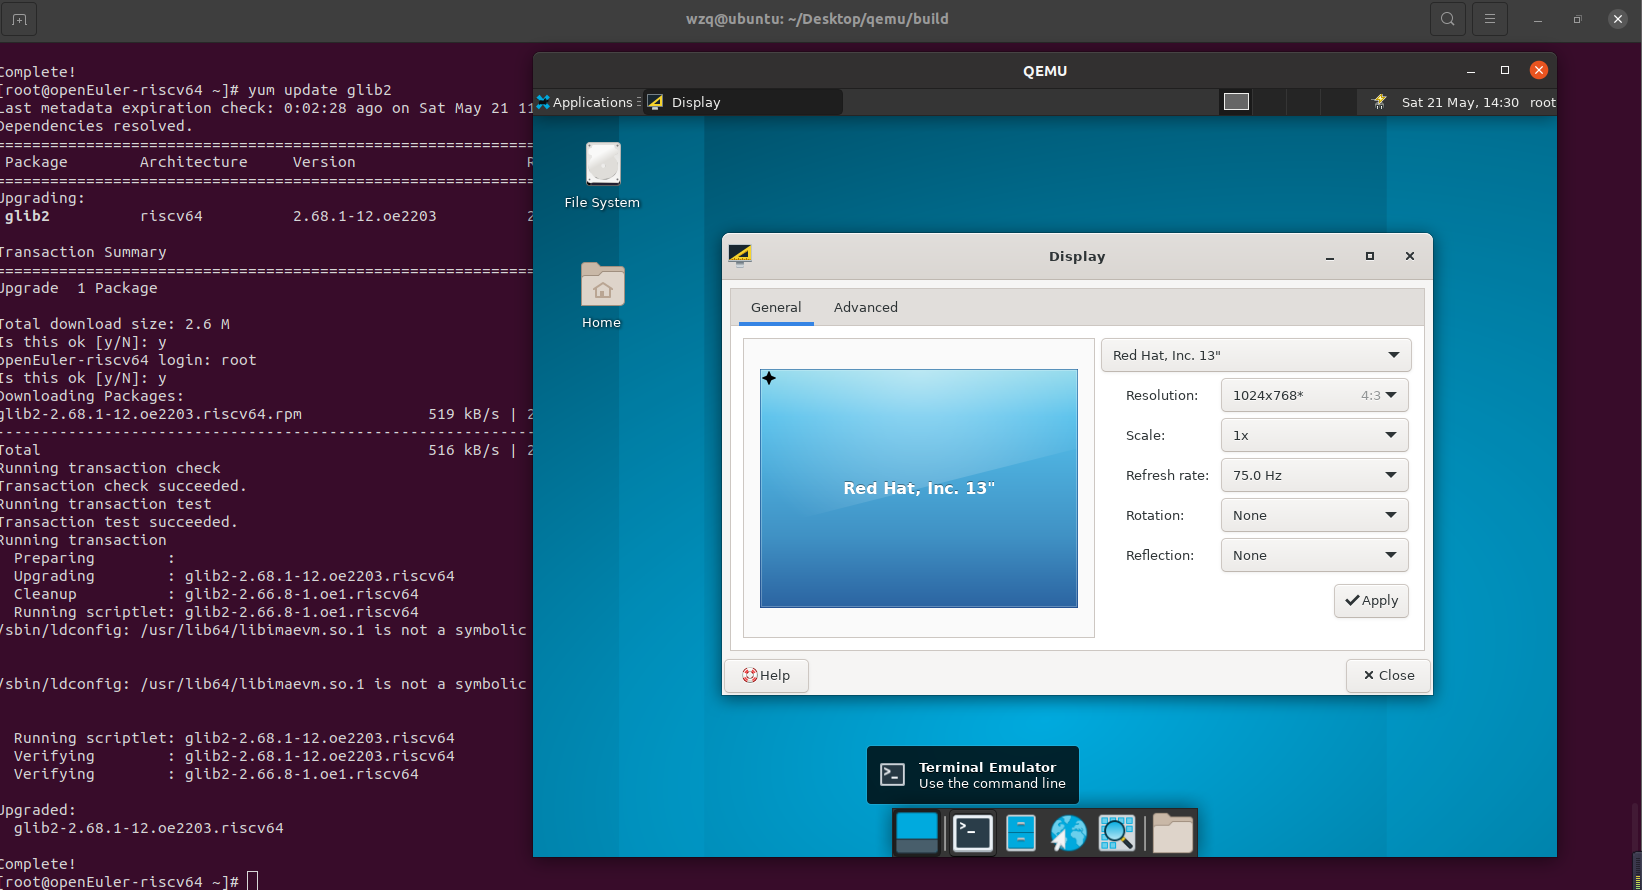 wzq@ubuntu: ~/Desktop/qemu/build
Complete!
[root@openEuler-riscv64 ~]# yum update glib2
Last metadata expiration check: 0:02:28 ago on Sat May 21 11
Dependencies resolved.
================================================================
Package Architecture Version R
================================================================
Upgrading:
glib2 riscv64 2.68.1-12.oe2203 2
Transaction Summary
================================================================
Upgrade 1 Package
Total download size: 2.6 M
Is this ok [y/N]: y
openEuler-riscv64 login: root
Is this ok [y/N]: y
Downloading Packages:
glib2-2.68.1-12.oe2203.riscv64.rpm 519 kB/s | 2
----------------------------------------------------------------
Total 516 kB/s | 2
Running transaction check
Transaction check succeeded.
Running transaction test
Transaction test succeeded.
Running transaction
Preparing :
Upgrading : glib2-2.68.1-12.oe2203.riscv64
Cleanup : glib2-2.66.8-1.oe1.riscv64
Running scriptlet: glib2-2.66.8-1.oe1.riscv64
/sbin/ldconfig: /usr/lib64/libimaevm.so.1 is not a symbolic
/sbin/ldconfig: /usr/lib64/libimaevm.so.1 is not a symbolic
Running scriptlet: glib2-2.68.1-12.oe2203.riscv64
Verifying : glib2-2.68.1-12.oe2203.riscv64
Verifying : glib2-2.66.8-1.oe1.riscv64
Upgraded:
glib2-2.68.1-12.oe2203.riscv64
Complete!
[root@openEuler-riscv64 ~]#
QEMU
Applications
Display
Sat 21 May, 14:30 root
File System
Home
Display
General Advanced
Red Hat, Inc. 13"
Red Hat, Inc. 13"
Resolution: 1024x768* 4:3
Scale: 1x
Refresh rate: 75.0 Hz
Rotation: None
Reflection: None
Apply
Help
Close
Terminal Emulator
Use the command line